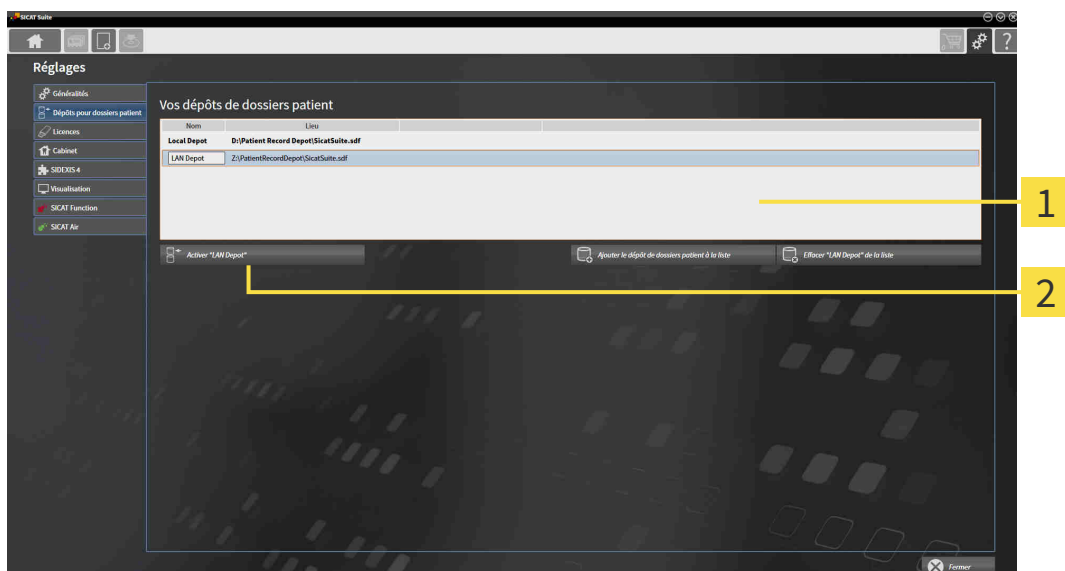 SICAT Suite
?
Réglages
Généralités
Dépôts pour dossiers patient
Licences
Cabinet
SIDEXIS 4
Visualisation
SICAT Function
SICAT Air
Vos dépôts de dossiers patient
Nom Lieu
Local Depot D:\Patient Record Depot\SicatSuite.sdf
LAN Depot Z:\PatientRecordDepot\SicatSuite.sdf
1
Activer "LAN Depot" Ajouter le dépôt de dossiers patient à la liste Effacer "LAN Depot" de la liste
2
Fermer